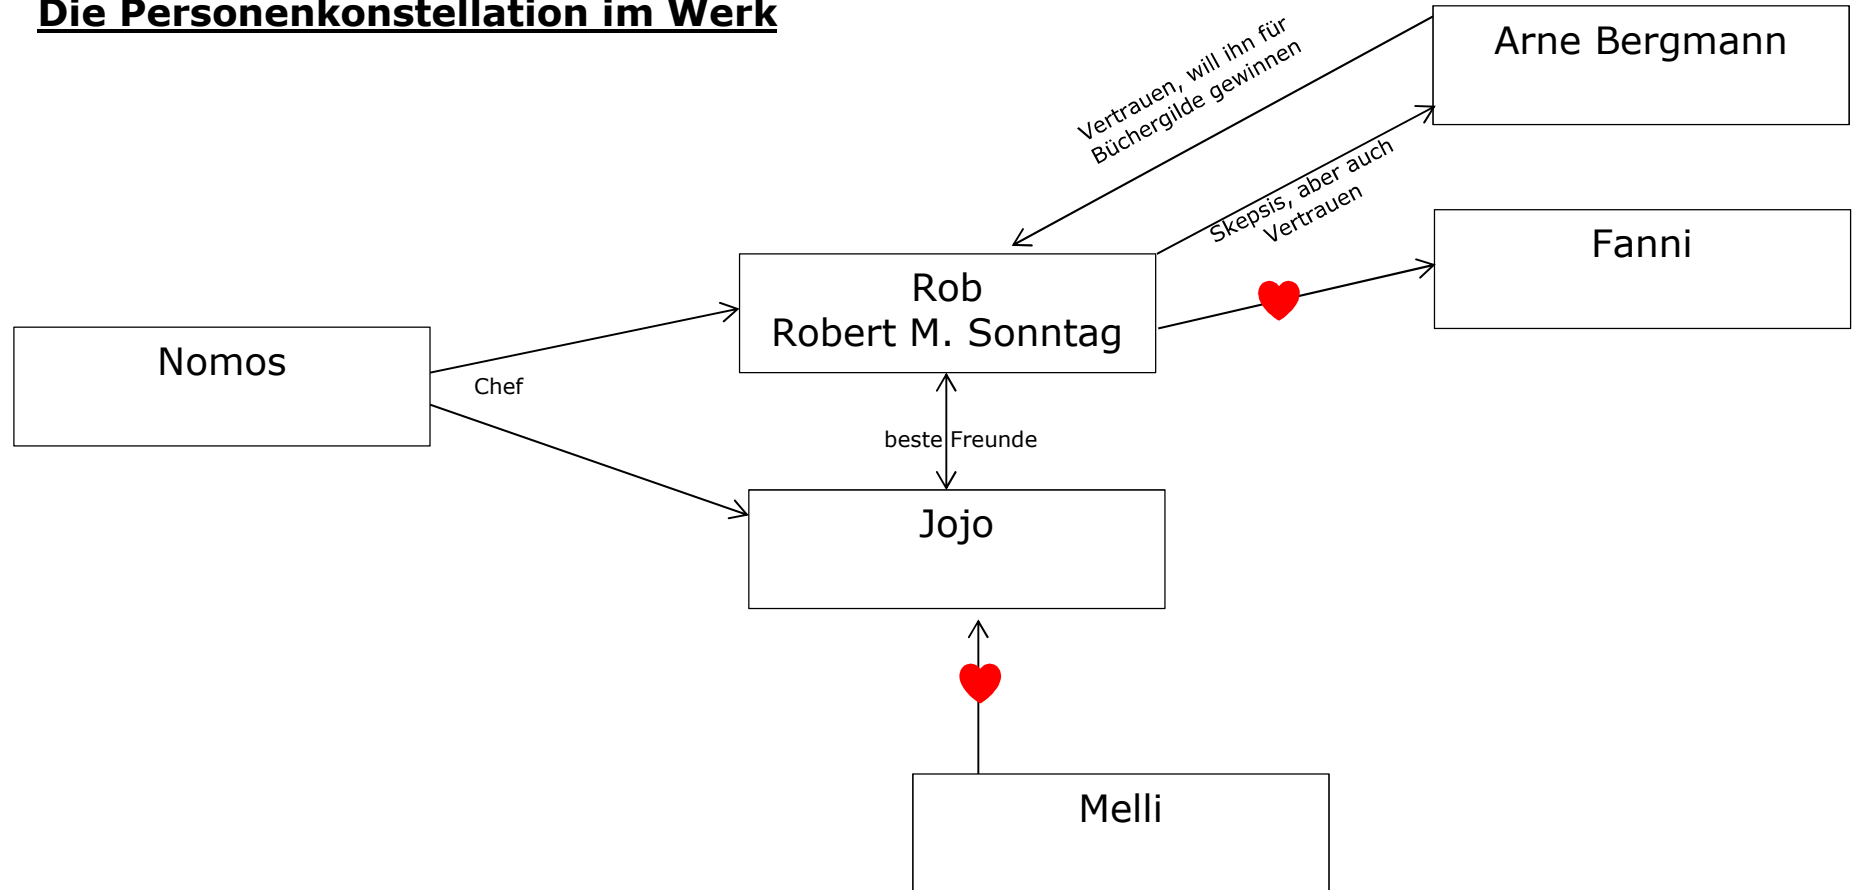 Die Personenkonstellation im Werk
Arne Bergmann
Vertrauen, will ihn für
Büchergilde gewinnen
Skepsis, aber auch
Vertrauen
Fanni
Rob
Robert M. Sonntag
Nomos
Chef
beste Freunde
Jojo
Melli